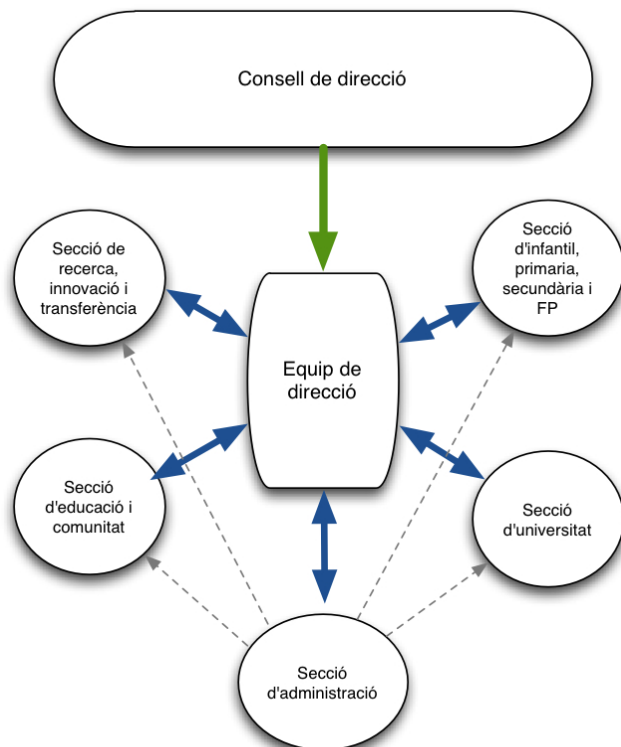 Consell de direcció
Secció de
recerca,
innovació i
transferència
Secció
d'infantil,
primaria,
secundària i
FP
Equip de
direcció
Secció
d'educació i
comunitat
Secció
d'universitat
Secció
d'administració